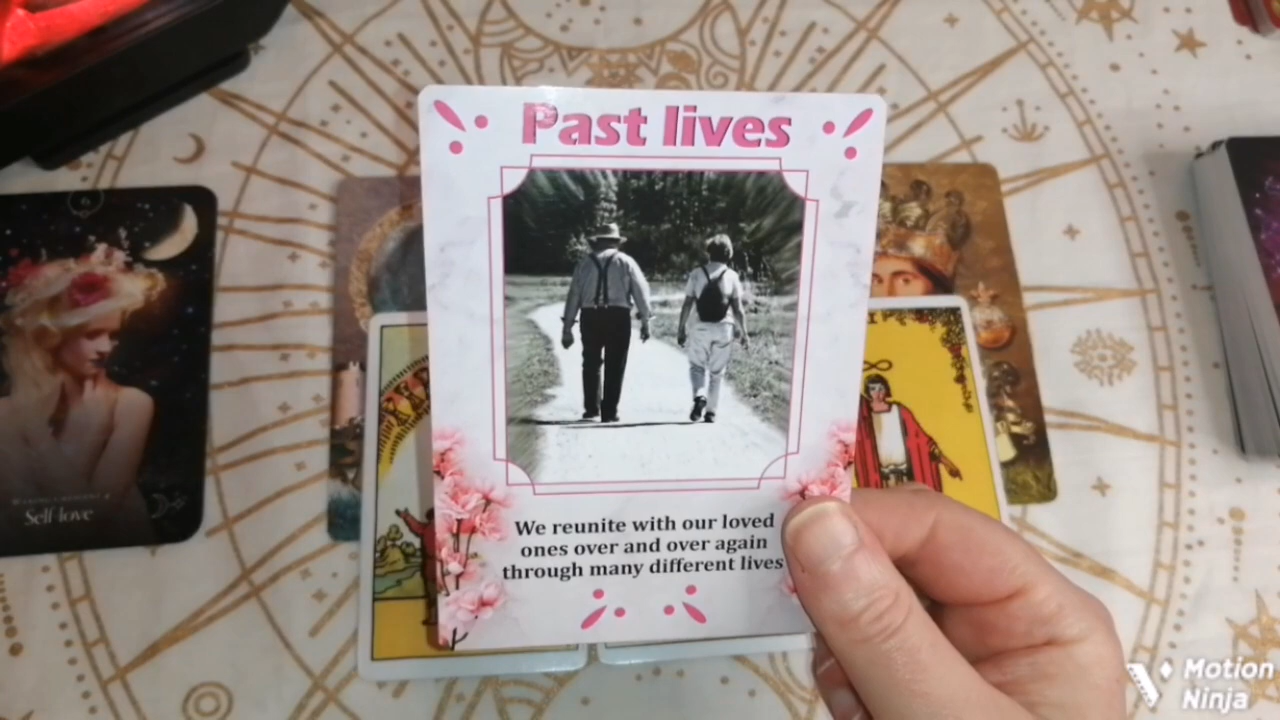 Past lives
We reunite with our loved
ones over and over again
through many different lives
Self love
Motion
Ninja